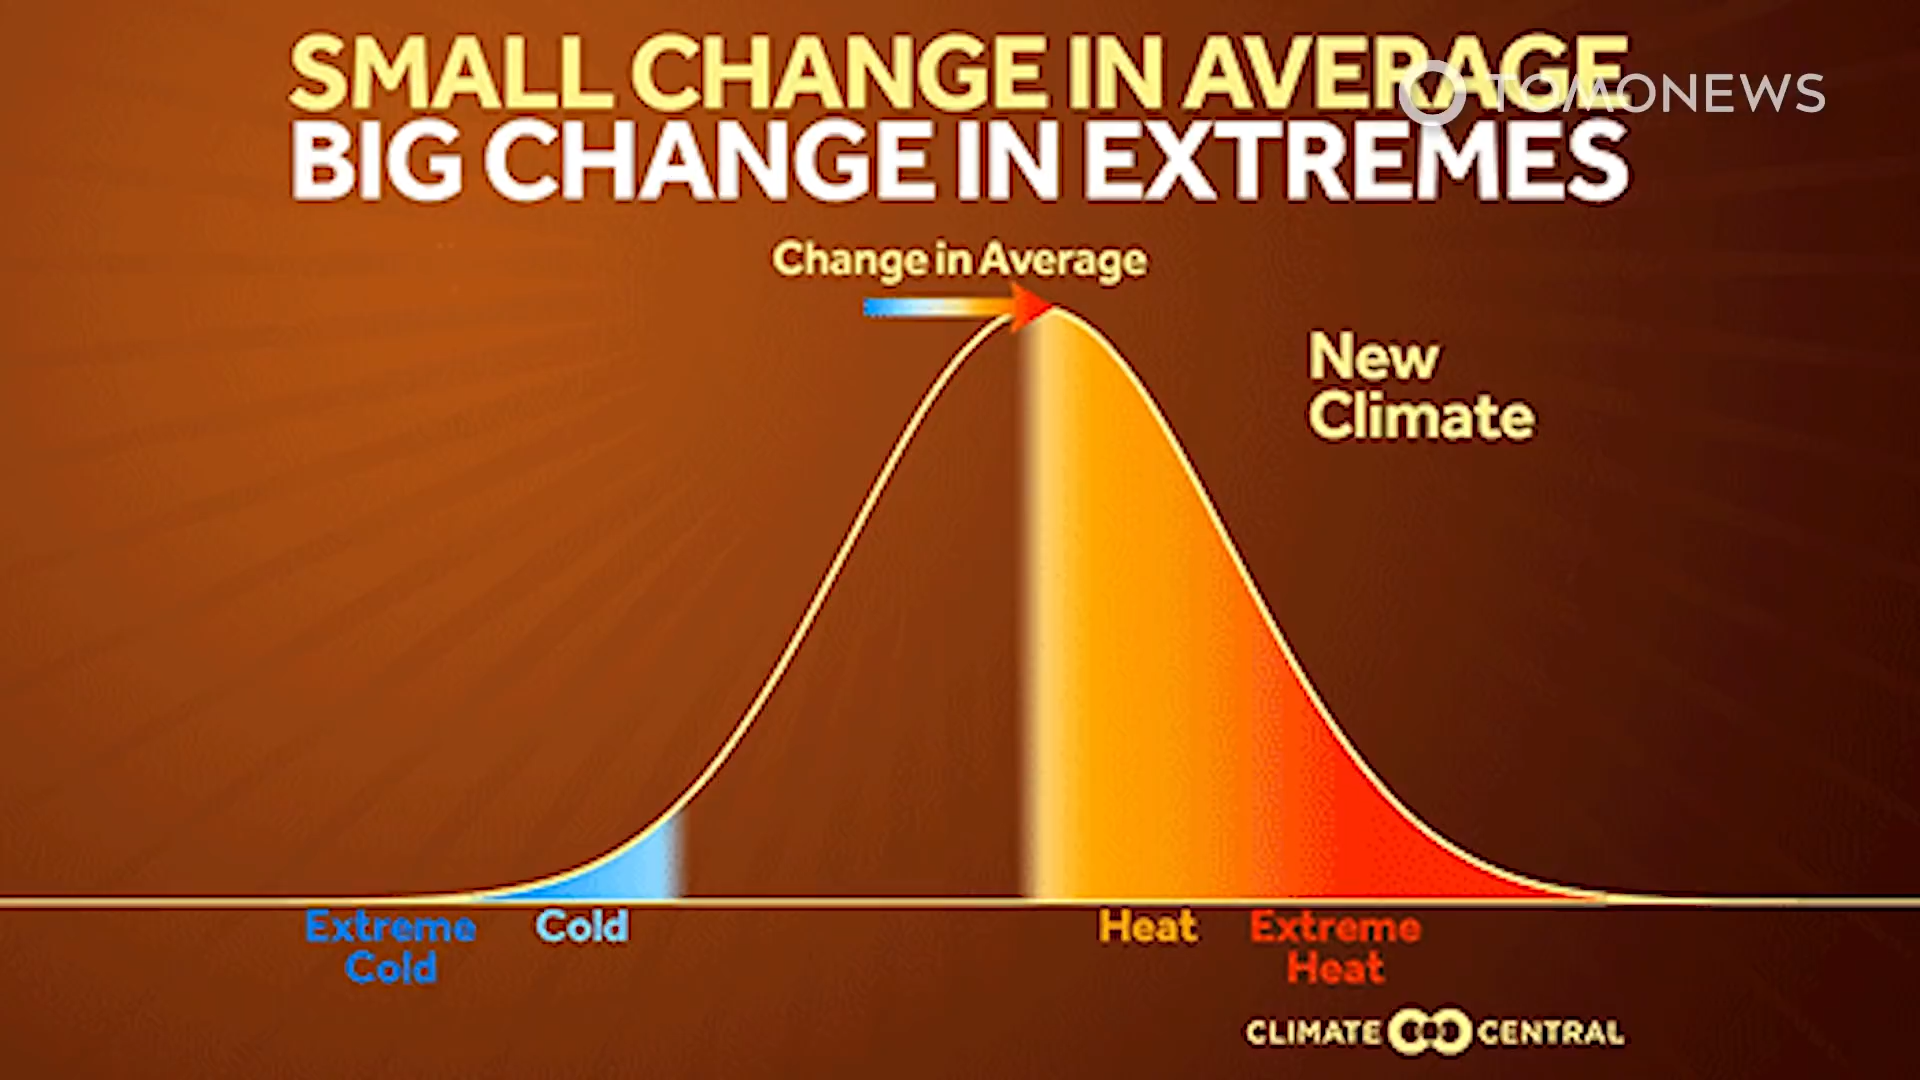 SMALL CHANGE IN AVERAGE
TOMONEWS
BIG CHANGE IN EXTREMES
Change in Average
New
Climate
Extreme
Cold
Cold
Heat
Extreme
Heat
CLIMATE CENTRAL